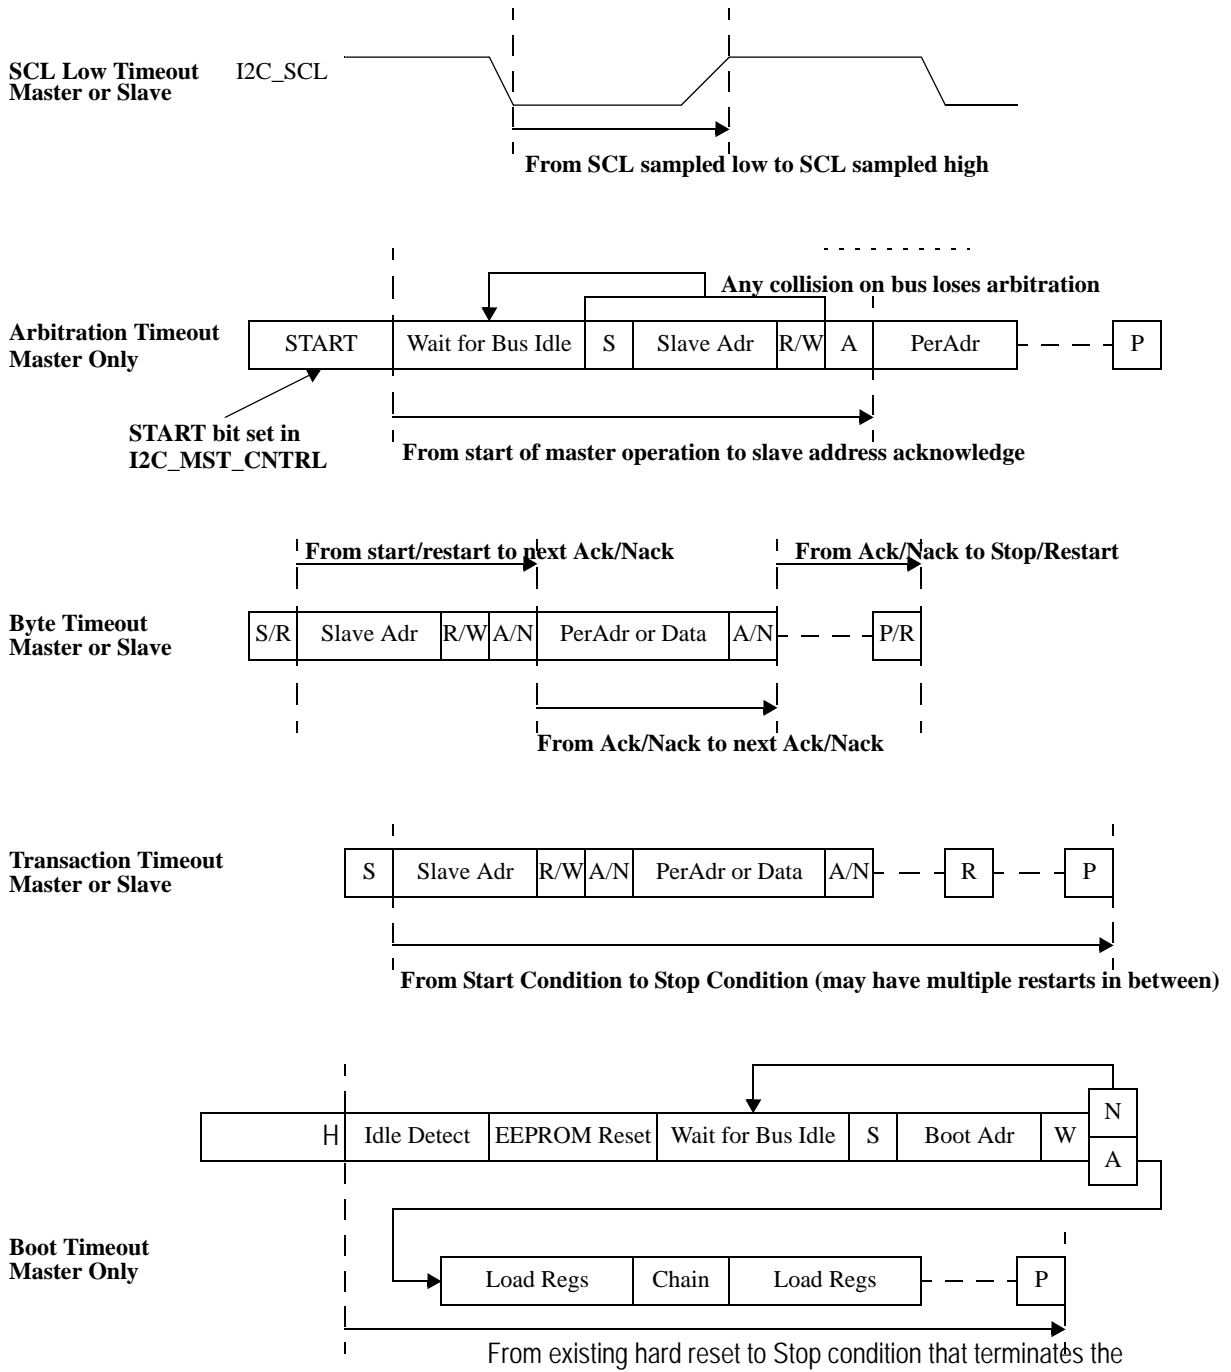 SCL Low Timeout
Master or Slave
I2C_SCL
From SCL sampled low to SCL sampled high
Any collision on bus loses arbitration
Arbitration Timeout
Master Only
START Wait for Bus Idle S Slave Adr R/W A PerAdr P
START bit set in
I2C_MST_CNTRL
From start of master operation to slave address acknowledge
From start/restart to next Ack/Nack From Ack/Nack to Stop/Restart
Byte Timeout
Master or Slave
S/R Slave Adr R/W A/N PerAdr or Data A/N P/R
From Ack/Nack to next Ack/Nack
Transaction Timeout
Master or Slave
S Slave Adr R/W A/N PerAdr or Data A/N R P
From Start Condition to Stop Condition (may have multiple restarts in between)
H Idle Detect EEPROM Reset Wait for Bus Idle S Boot Adr W N
A
Boot Timeout
Master Only
Load Regs Chain Load Regs P
From existing hard reset to Stop condition that terminates the